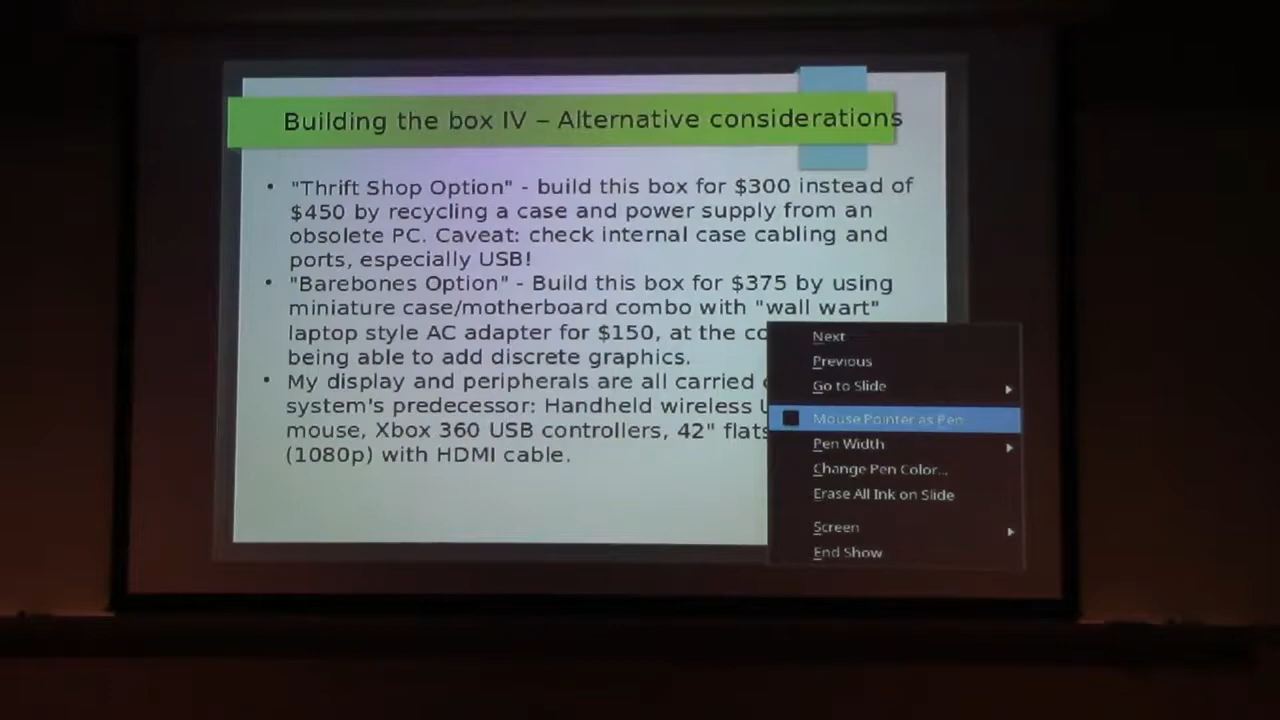 Building the box IV – Alternative considerations
• "Thrift Shop Option" - build this box for $300 instead of
$450 by recycling a case and power supply from an
obsolete PC. Caveat: check internal case cabling and
ports, especially USB!
• "Barebones Option" - Build this box for $375 by using
miniature case/motherboard combo with "wall wart"
laptop style AC adapter for $150, at the
being able to add discrete graphics.
• My display and peripherals are all carried
system's predecessor: Handheld wireless
mouse, Xbox 360 USB controllers, 42"
(1080p) with HDMI cable.
Next
Previous
Go to Slide
Mouse Pointer as Pen
Pen Width
Change Pen Color...
Erase All Ink on Slide
Screen
End Show